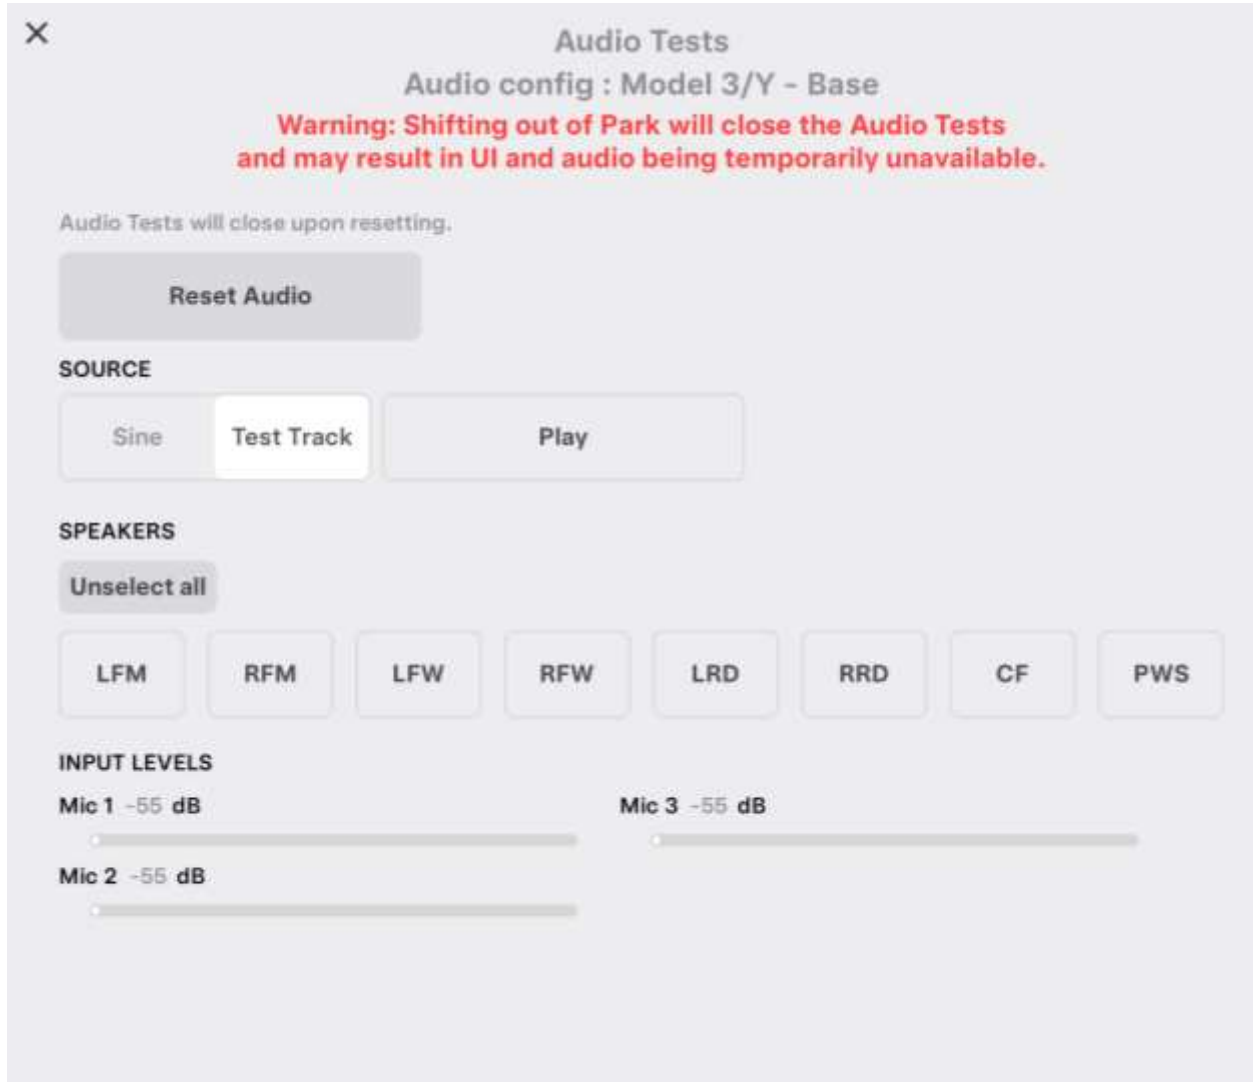 Audio Tests
Audio config : Model 3/Y - Base
Warning: Shifting out of Park will close the Audio Tests
and may result in UI and audio being temporarily unavailable.
Audio Tests will close upon resetting.
Reset Audio
SOURCE
Sine Test Track Play
SPEAKERS
Unselect all
LFM RFM LFW RFW LRD RRD CF PWS
INPUT LEVELS
Mic 1 -55 dB Mic 3 -55 dB
Mic 2 -55 dB